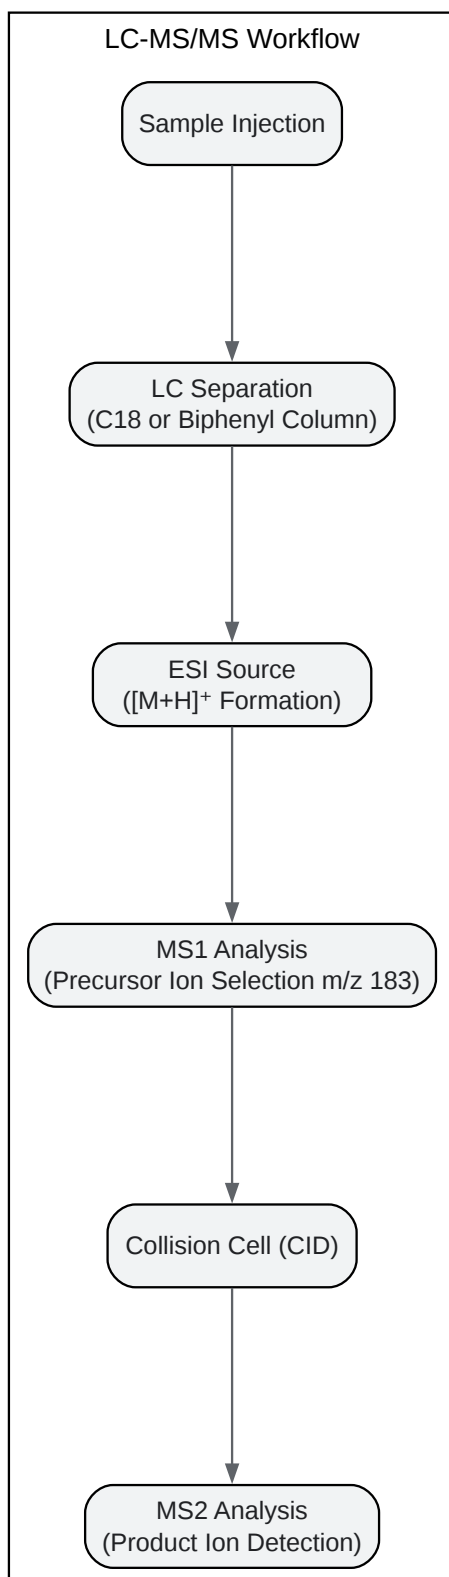 LC-MS/MS Workflow
Sample Injection
LC Separation
(C18 or Biphenyl Column)
ESI Source
([M+H]⁺ Formation)
MS1 Analysis
(Precursor Ion Selection m/z 183)
Collision Cell (CID)
MS2 Analysis
(Product Ion Detection)